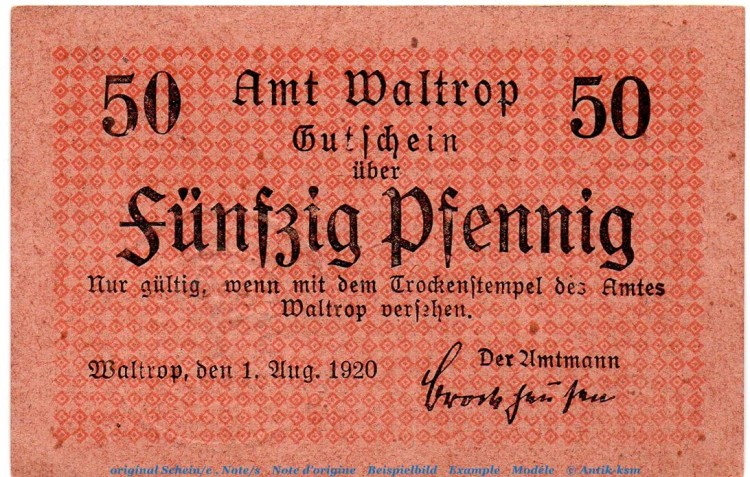 50 Amt Waltrop 50
Gutschein
über
Fünfzig Pfennig
Nur gültig, wenn mit dem Trockenstempel des Amtes
Waltrop versehen.
Waltrop, den 1. Aug. 1920
Der Amtmann
Brockhausen
original Schein/e . Note/s . Note d'origine Beispielbild Example Modèle © Antik-ksm